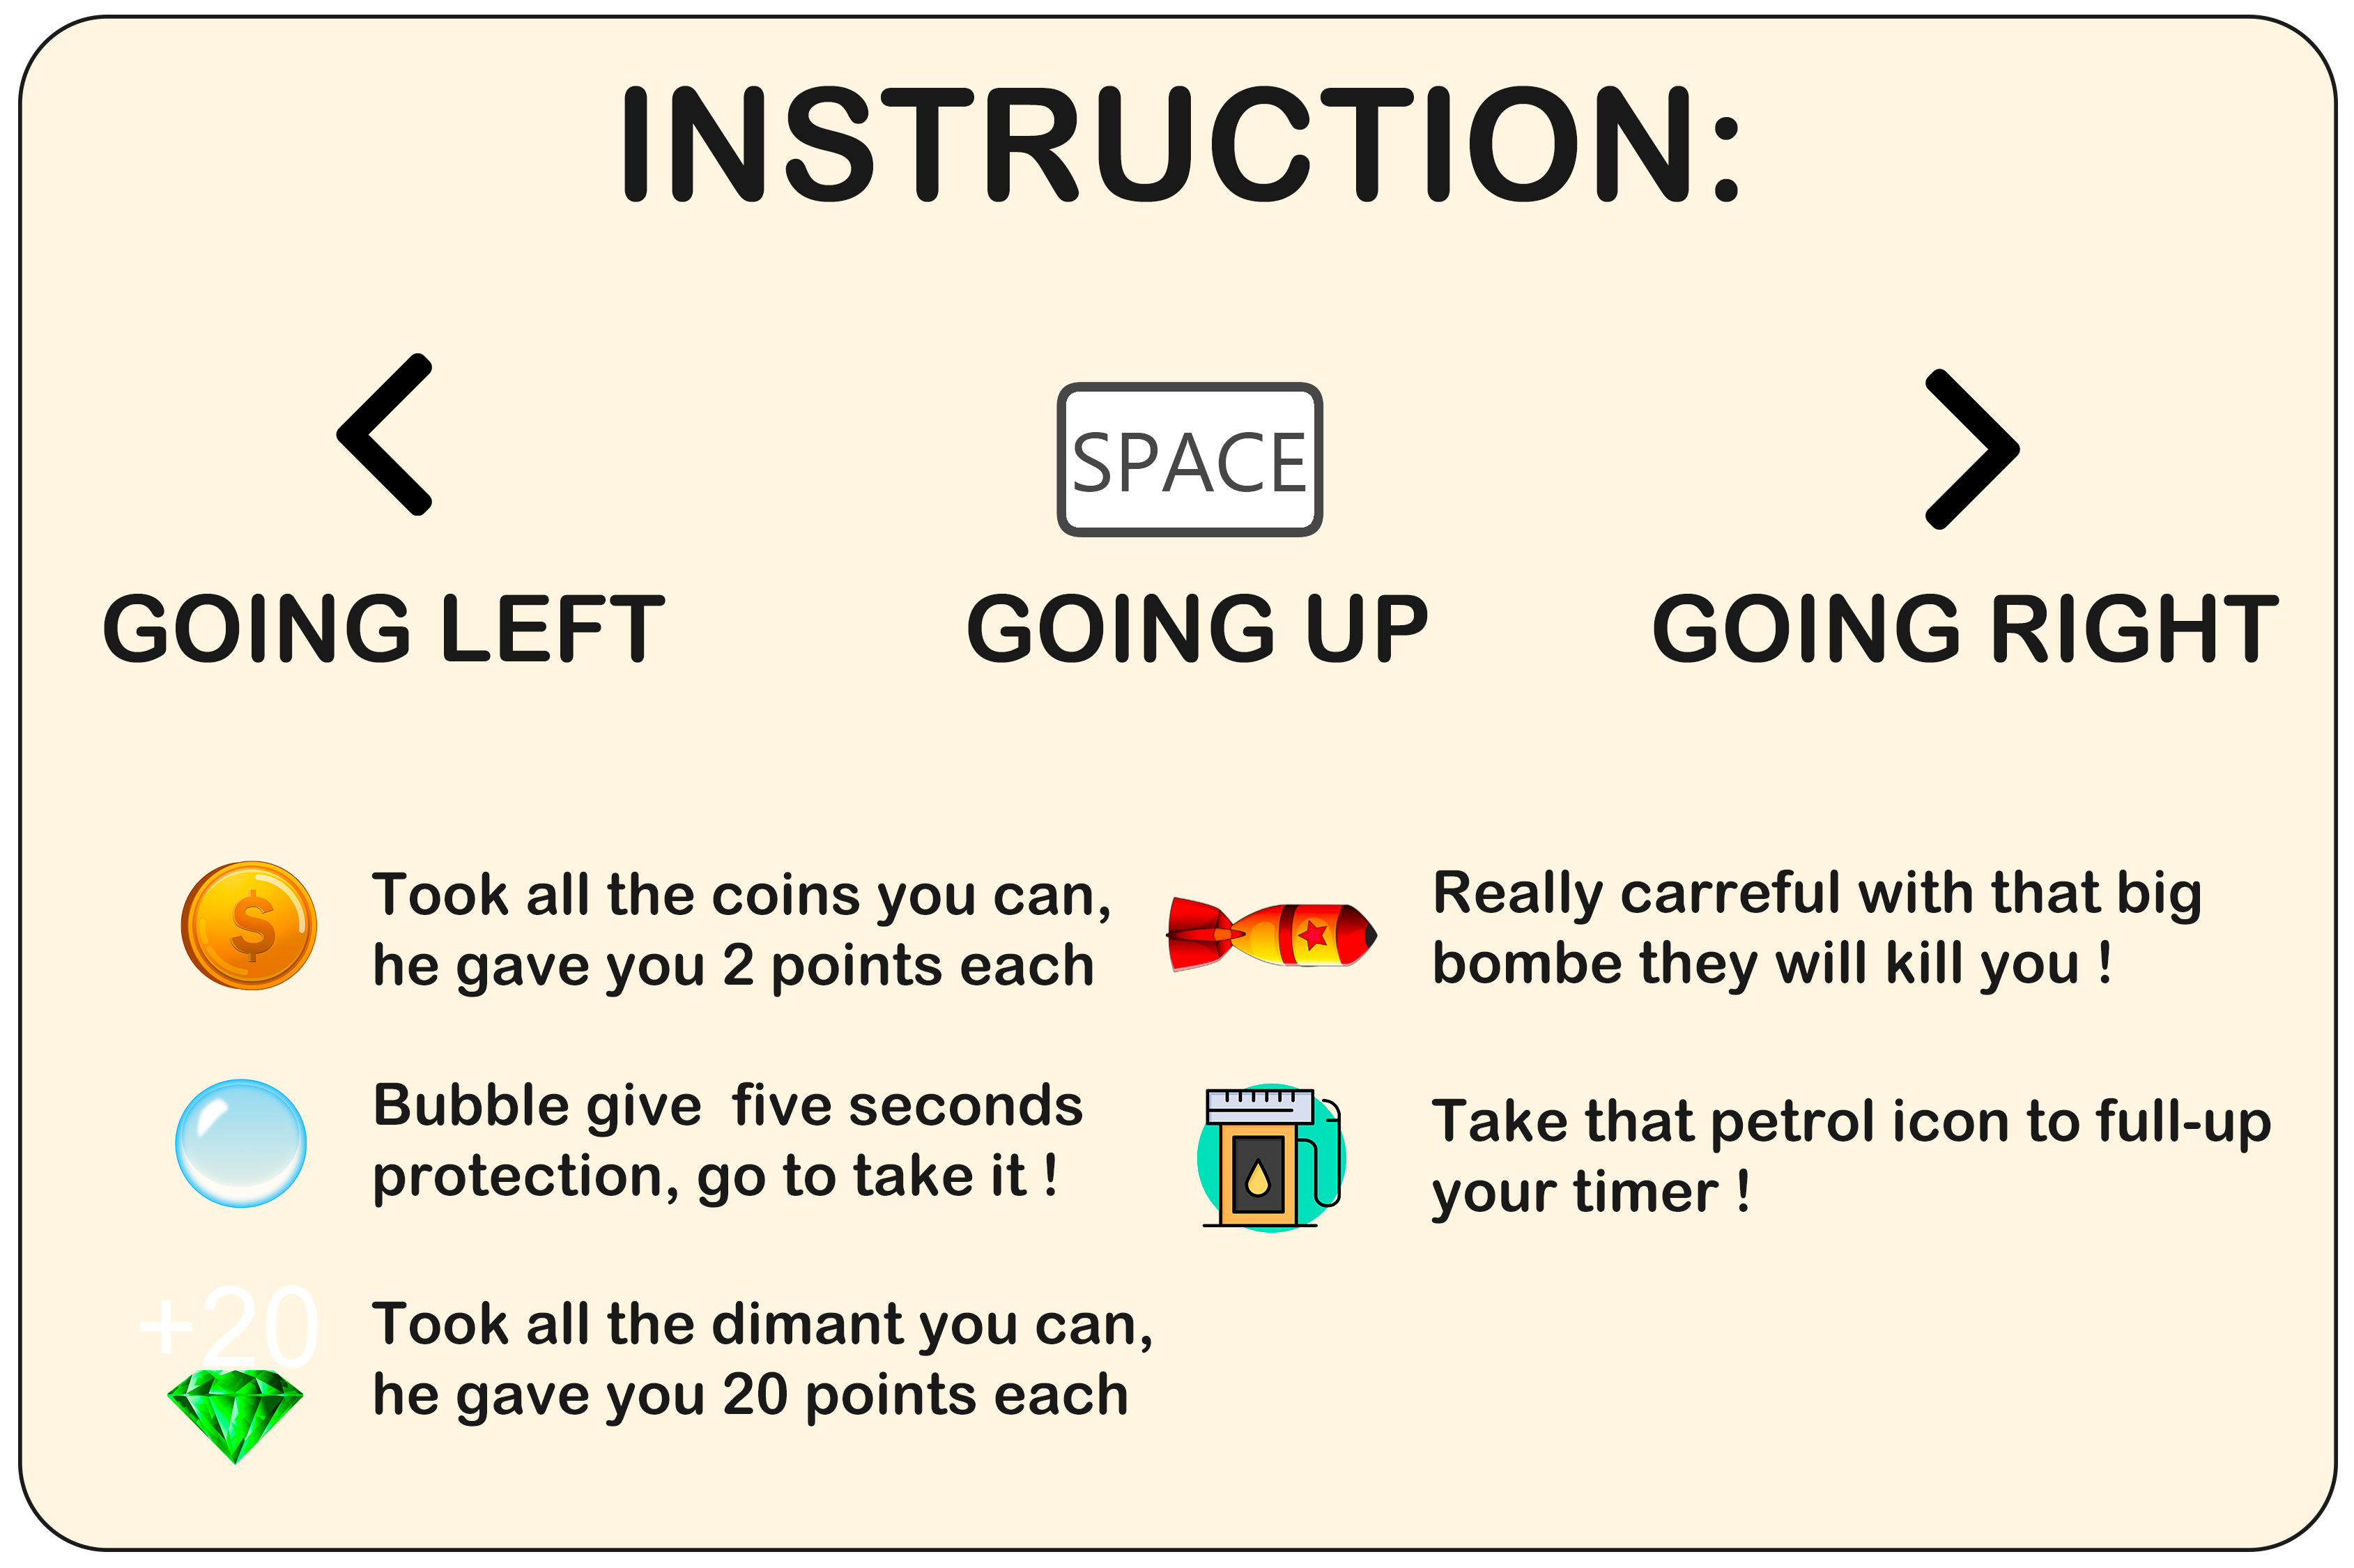 INSTRUCTION:
SPACE
GOING LEFT
GOING UP
GOING RIGHT
$
Took all the coins you can,
he gave you 2 points each
Really carreful with that big
bombe they will kill you !
Bubble give  five seconds
protection, go to take it !
Take that petrol icon to full-up
your timer !
+20
Took all the dimant you can,
he gave you 20 points each